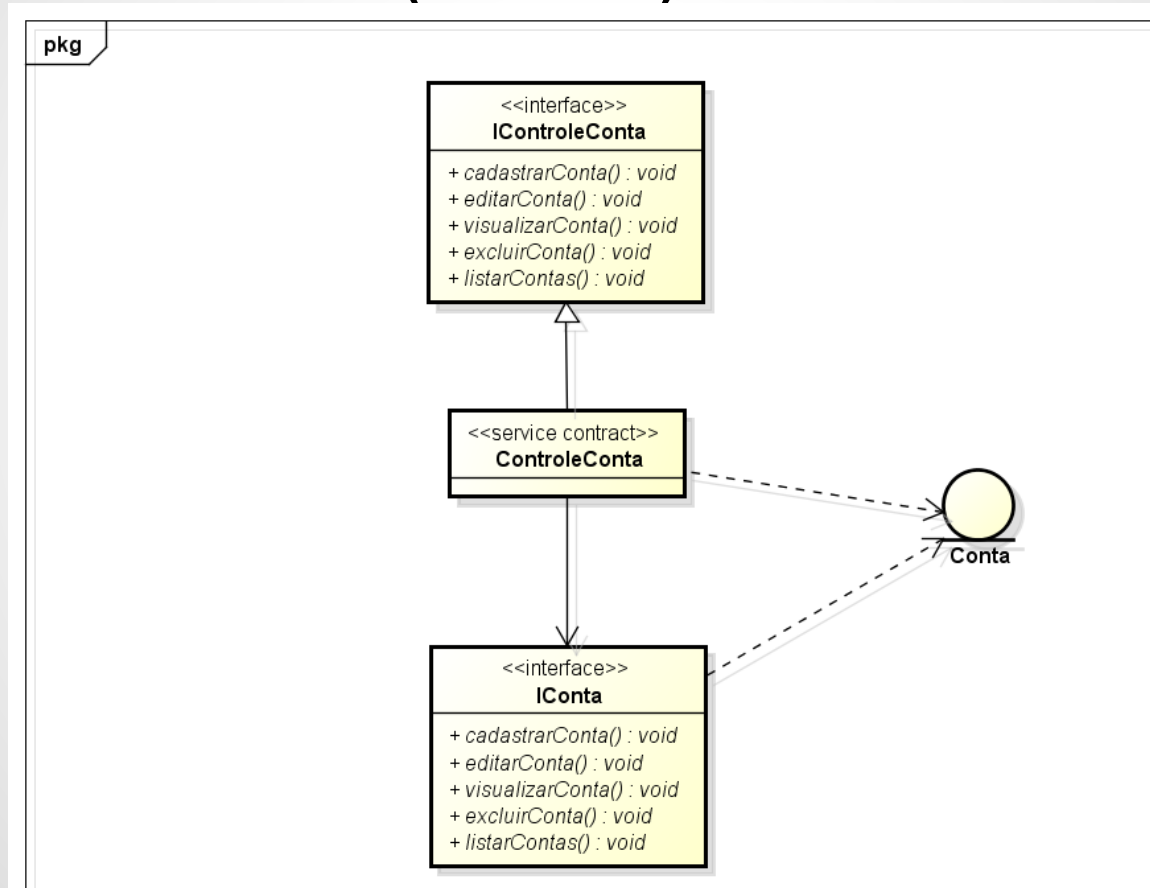 pkg
<<interface>>
IControleConta
+ cadastrarConta() : void
+ editarConta() : void
+ visualizarConta() : void
+ excluirConta() : void
+ listarContas() : void
<<service contract>>
ControleConta
Conta
<<interface>>
IConta
+ cadastrarConta() : void
+ editarConta() : void
+ visualizarConta() : void
+ excluirConta() : void
+ listarContas() : void